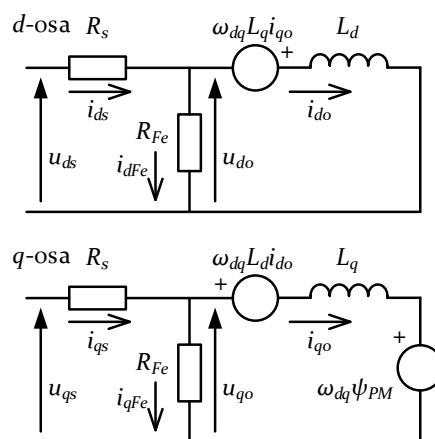 d-osa R_s ω_dq L_q i_qo L_d
+
i_ds i_do
R_Fe
u_ds i_dFe u_do
q-osa R_s ω_dq L_d i_do L_q
+
i_qs i_qo +
R_Fe
u_qs i_qFe u_qo ω_dq ψ_PM